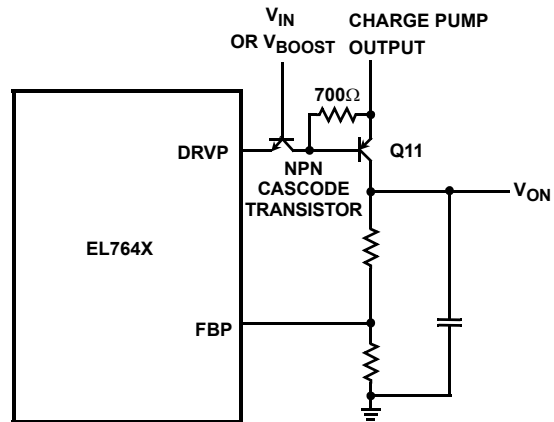 V_IN
OR V_BOOST
CHARGE PUMP
OUTPUT
700Ω
DRVP
Q11
NPN
CASCODE
TRANSISTOR
V_ON
EL764X
FBP